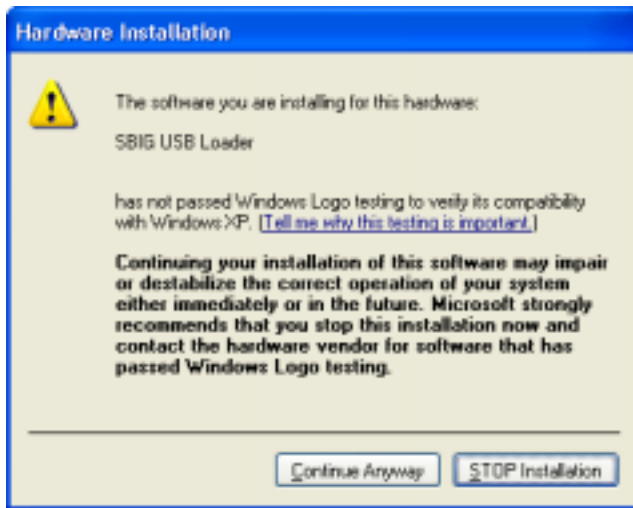 Hardware Installation
The software you are installing for this hardware:
SBIG USB Loader
has not passed Windows Logo testing to verify its compatibility
with Windows XP. (Tell me why this testing is important.)
Continuing your installation of this software may impair
or destabilize the correct operation of your system
either immediately or in the future. Microsoft strongly
recommends that you stop this installation now and
contact the hardware vendor for software that has
passed Windows Logo testing.
Continue Anyway STOP Installation